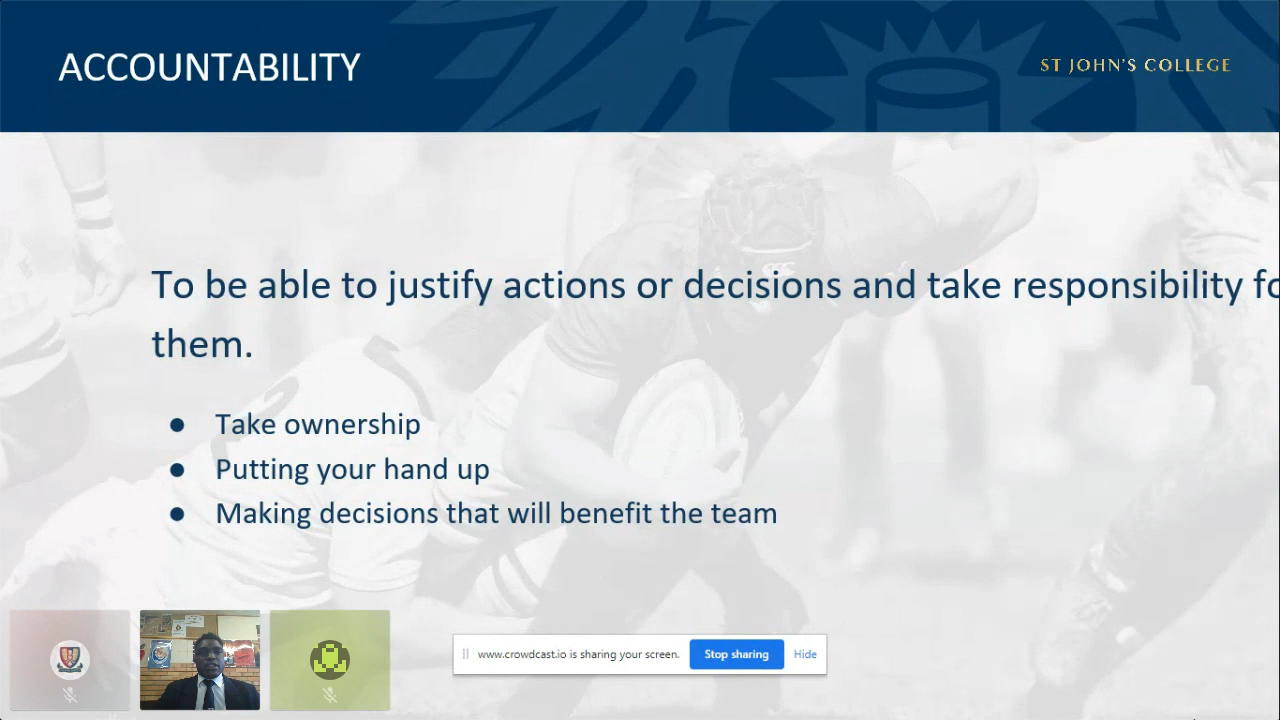 ACCOUNTABILITY
ST JOHN'S COLLEGE
To be able to justify actions or decisions and take responsibility fo
them.
● Take ownership
● Putting your hand up
● Making decisions that will benefit the team
www.crowdcast.io is sharing your screen. Stop sharing Hide